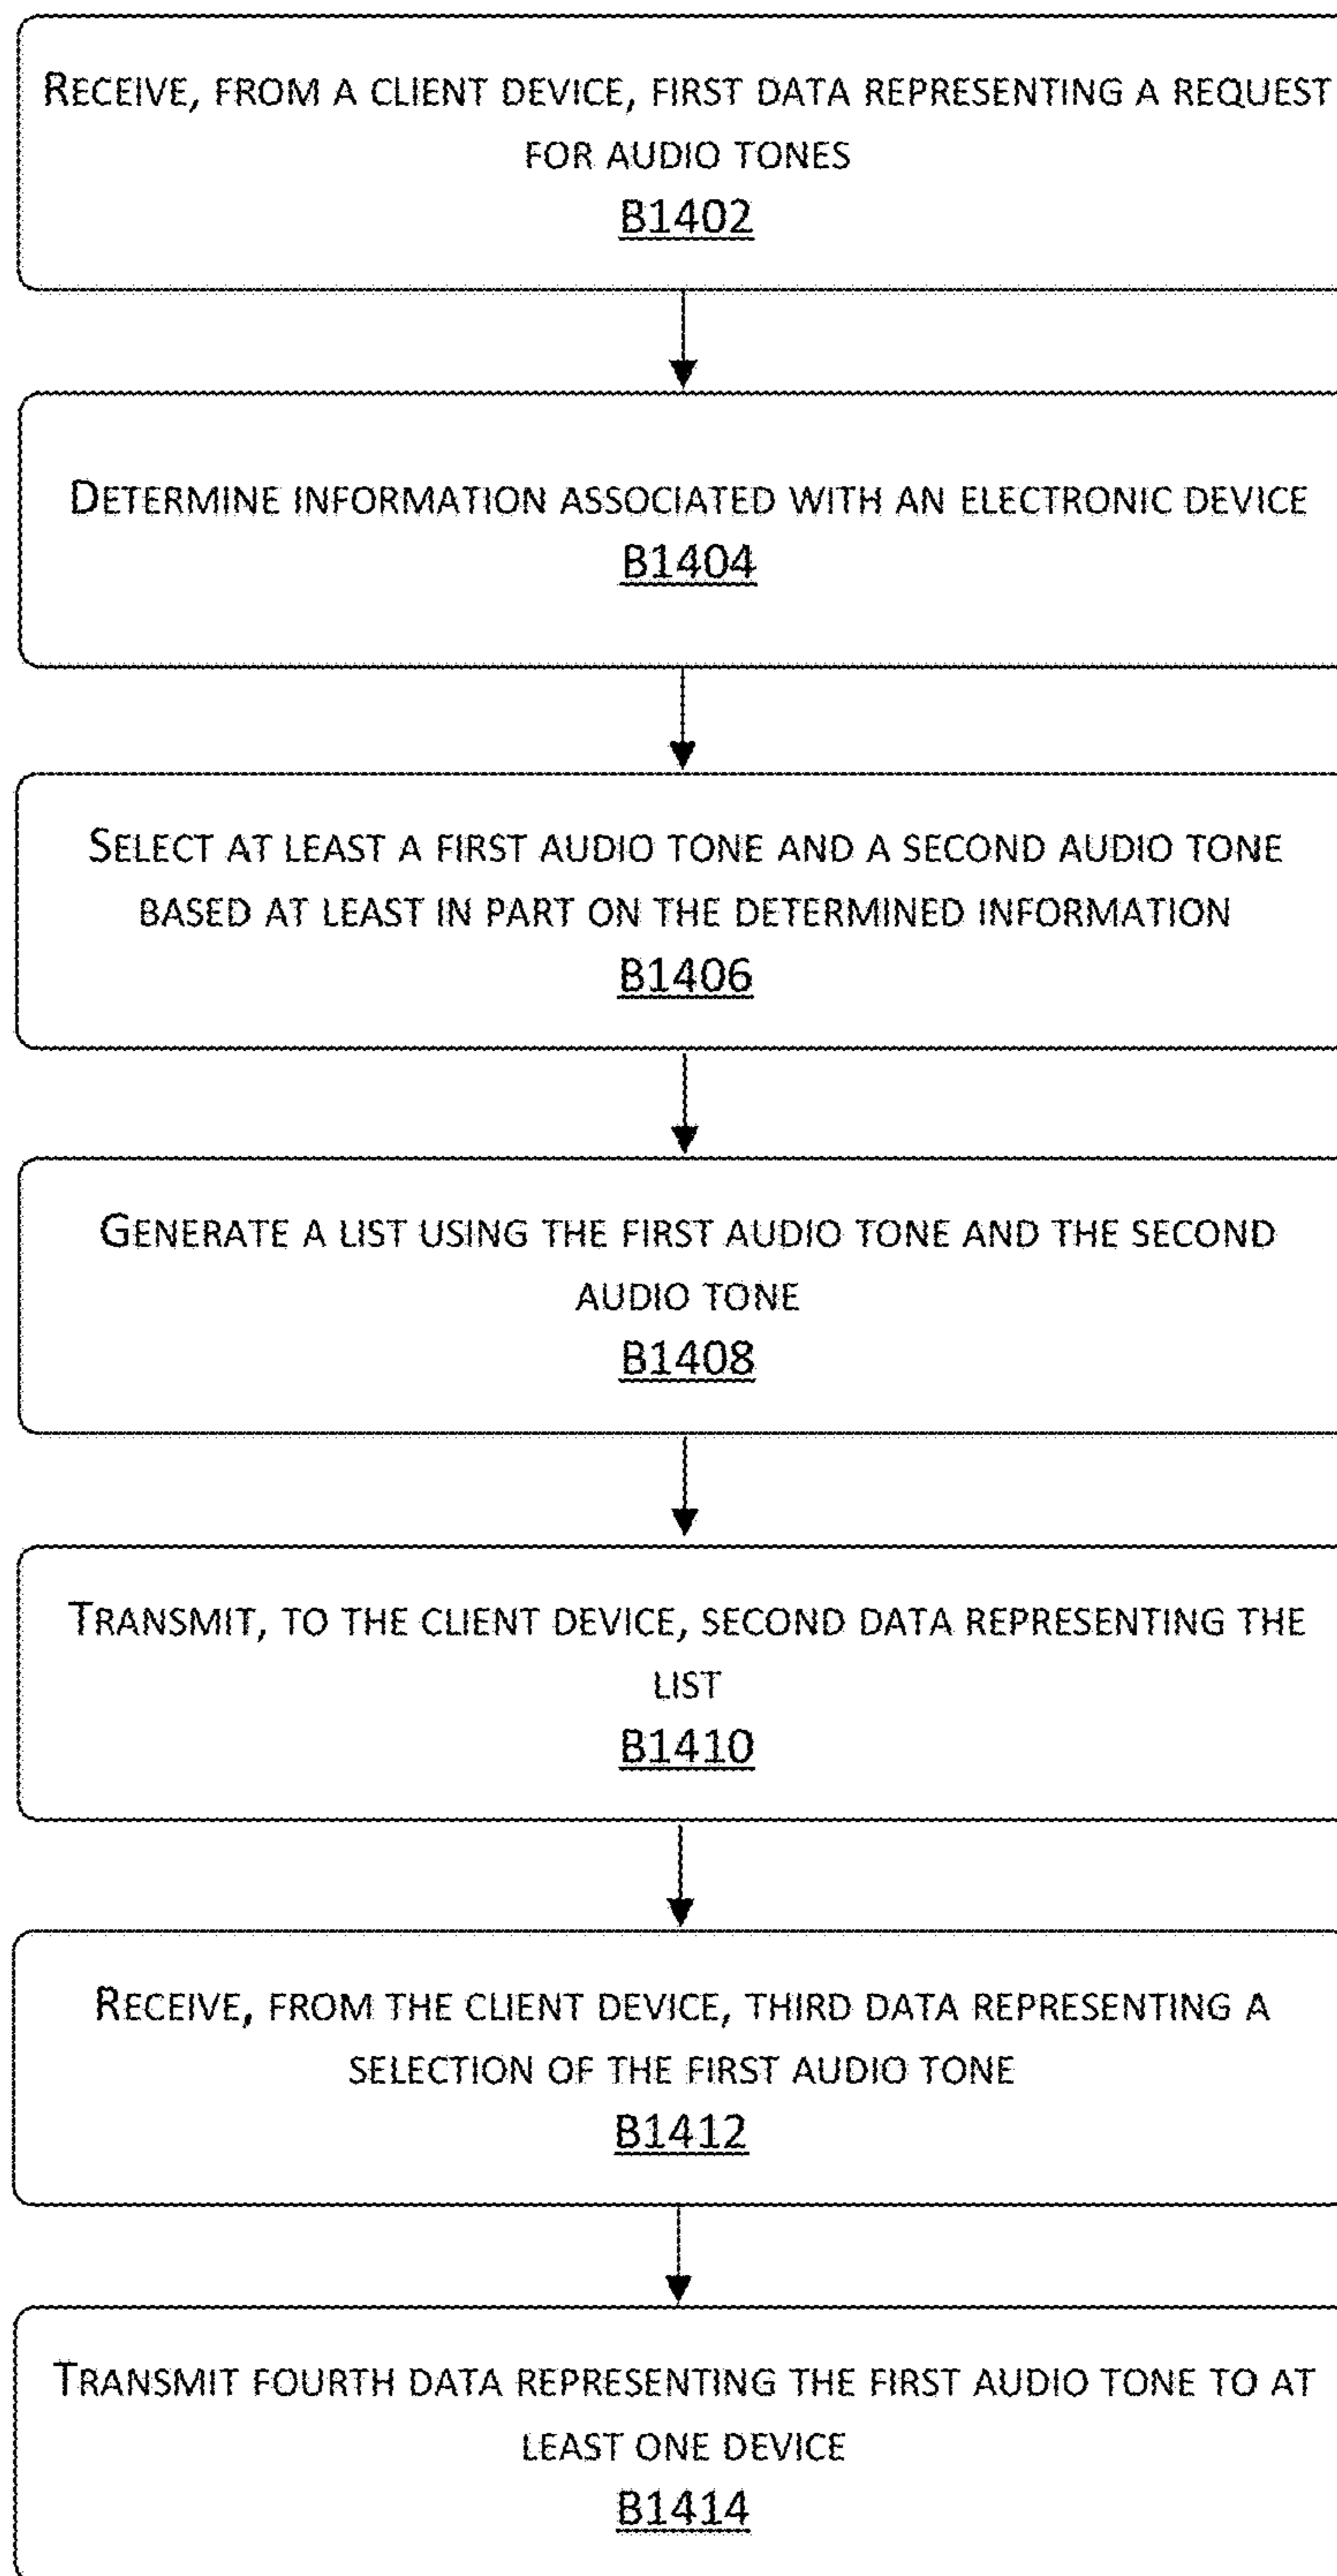 RECEIVE, FROM A CLIENT DEVICE, FIRST DATA REPRESENTING A REQUEST
FOR AUDIO TONES
B1402
DETERMINE INFORMATION ASSOCIATED WITH AN ELECTRONIC DEVICE
B1404
SELECT AT LEAST A FIRST AUDIO TONE AND A SECOND AUDIO TONE
BASED AT LEAST IN PART ON THE DETERMINED INFORMATION
B1406
GENERATE A LIST USING THE FIRST AUDIO TONE AND THE SECOND
AUDIO TONE
B1408
TRANSMIT, TO THE CLIENT DEVICE, SECOND DATA REPRESENTING THE
LIST
B1410
RECEIVE, FROM THE CLIENT DEVICE, THIRD DATA REPRESENTING A
SELECTION OF THE FIRST AUDIO TONE
B1412
TRANSMIT FOURTH DATA REPRESENTING THE FIRST AUDIO TONE TO AT
LEAST ONE DEVICE
B1414